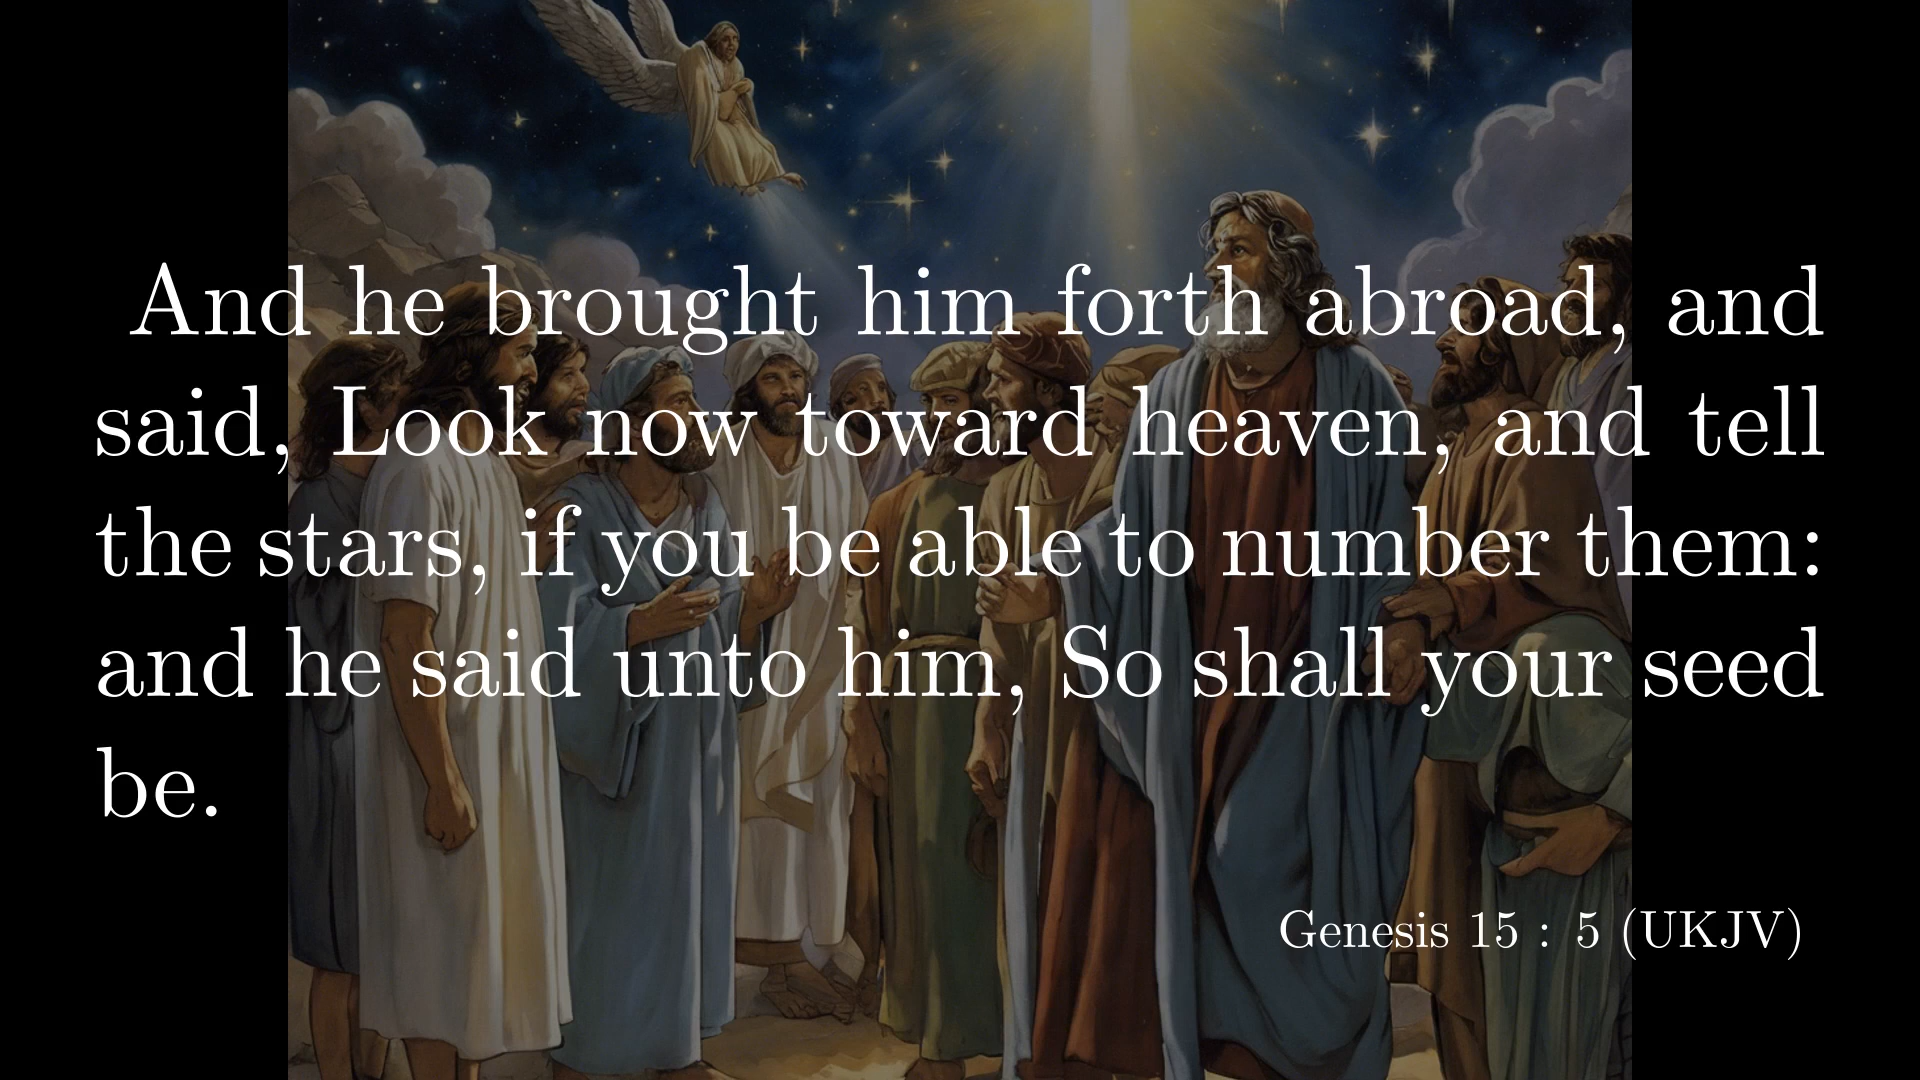 And he brought him forth abroad, and
said, Look now toward heaven, and tell
the stars, if you be able to number them:
and he said unto him, So shall your seed
be.
Genesis 15 : 5 (UKJV)